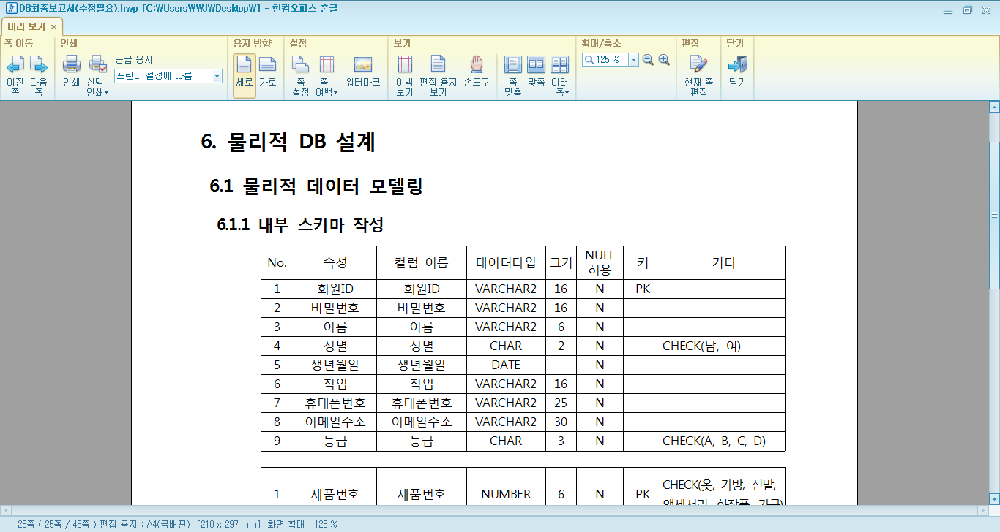 DB최종보고서(수정필요).hwp [C:₩Users₩WJ₩Desktop₩] - 한컴오피스 한글
미리 보기 ×
쪽 이동 인쇄 용지 방향 설정 보기 확대/축소 편집 닫기
공급 용지
프린터 설정에 따름
125 %
이전 쪽
다음 쪽
인쇄
선택 인쇄
세로
가로
쪽 설정
쪽 여백
워터마크
여백 보기
편집 용지 보기
손도구
쪽 맞춤
맞쪽
여러 쪽
현재 쪽 편집
닫기
6. 물리적 DB 설계
6.1 물리적 데이터 모델링
6.1.1 내부 스키마 작성
No. 속성 컬럼 이름 데이터타입 크기 NULL 허용 키 기타
1 회원ID 회원ID VARCHAR2 16 N PK
2 비밀번호 비밀번호 VARCHAR2 16 N
3 이름 이름 VARCHAR2 6 N
4 성별 성별 CHAR 2 N CHECK(남, 여)
5 생년월일 생년월일 DATE N
6 직업 직업 VARCHAR2 16 N
7 휴대폰번호 휴대폰번호 VARCHAR2 25 N
8 이메일주소 이메일주소 VARCHAR2 30 N
9 등급 등급 CHAR 3 N CHECK(A, B, C, D)
1 제품번호 제품번호 NUMBER 6 N PK CHECK(옷, 가방, 신발,
23쪽 ( 25쪽 / 43쪽 ) 편집 용지 : A4(국배판) [210 x 297 mm] 화면 확대 : 125 %